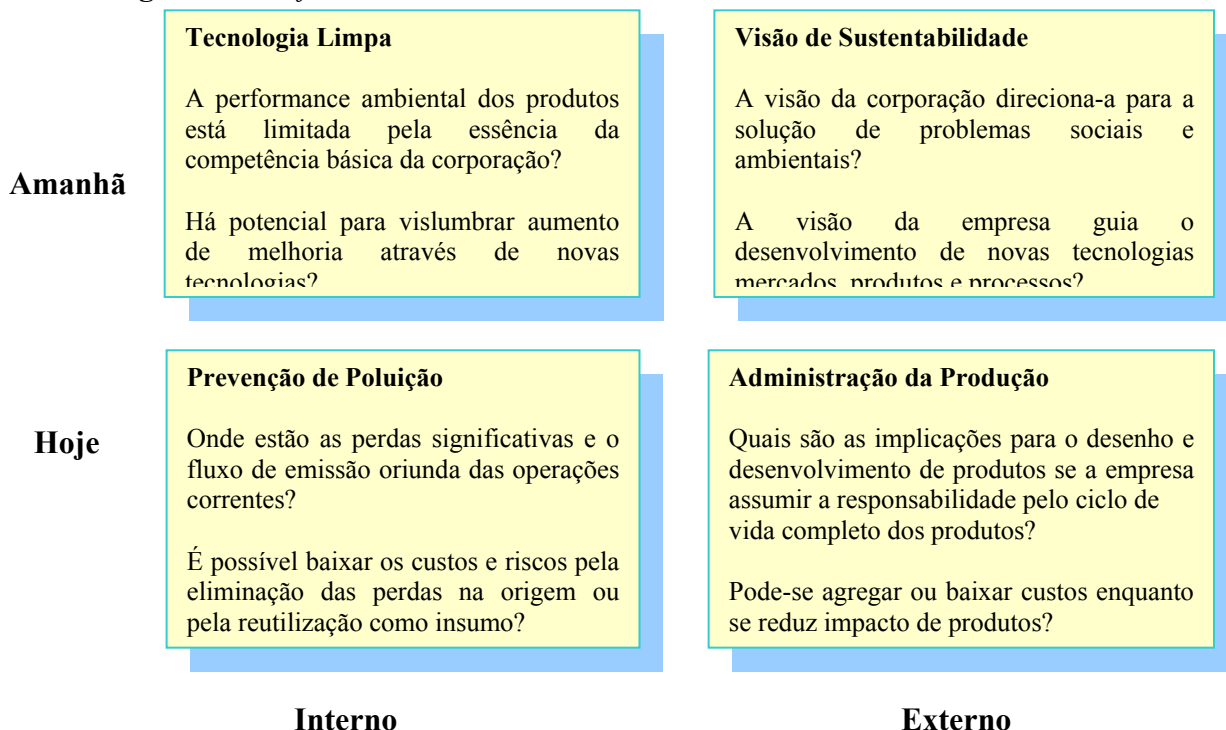 Tecnologia Limpa
A performance ambiental dos produtos
está limitada pela essência da
competência básica da corporação?
Há potencial para vislumbrar aumento
de melhoria através de novas
tecnologias?
Visão de Sustentabilidade
A visão da corporação direciona-a para a
solução de problemas sociais e
ambientais?
A visão da empresa guia o
desenvolvimento de novas tecnologias
mercados, produtos e processos?
Amanhã
Prevenção de Poluição
Onde estão as perdas significativas e o
fluxo de emissão oriunda das operações
correntes?
É possível baixar os custos e riscos pela
eliminação das perdas na origem ou
pela reutilização como insumo?
Administração da Produção
Quais são as implicações para o desenho e
desenvolvimento de produtos se a empresa
assumir a responsabilidade pelo ciclo de
vida completo dos produtos?
Pode-se agregar ou baixar custos enquanto
se reduz impacto de produtos?
Hoje
Interno
Externo